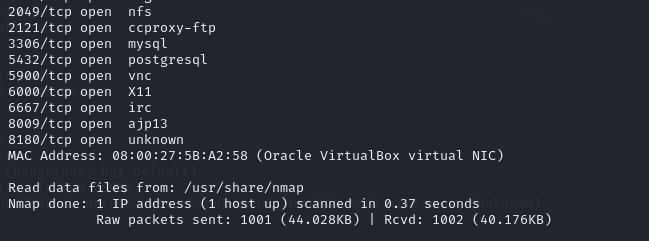 2049/tcp open  nfs
2121/tcp open  ccproxy-ftp
3306/tcp open  mysql
5432/tcp open  postgresql
5900/tcp open  vnc
6000/tcp open  X11
6667/tcp open  irc
8009/tcp open  ajp13
8180/tcp open  unknown
MAC Address: 08:00:27:5B:A2:58 (Oracle VirtualBox virtual NIC)
(dangerous, but default)
Read data files from: /usr/share/nmap
Nmap done: 1 IP address (1 host up) scanned in 0.37 seconds
           Raw packets sent: 1001 (44.028KB) | Rcvd: 1002 (40.176KB)